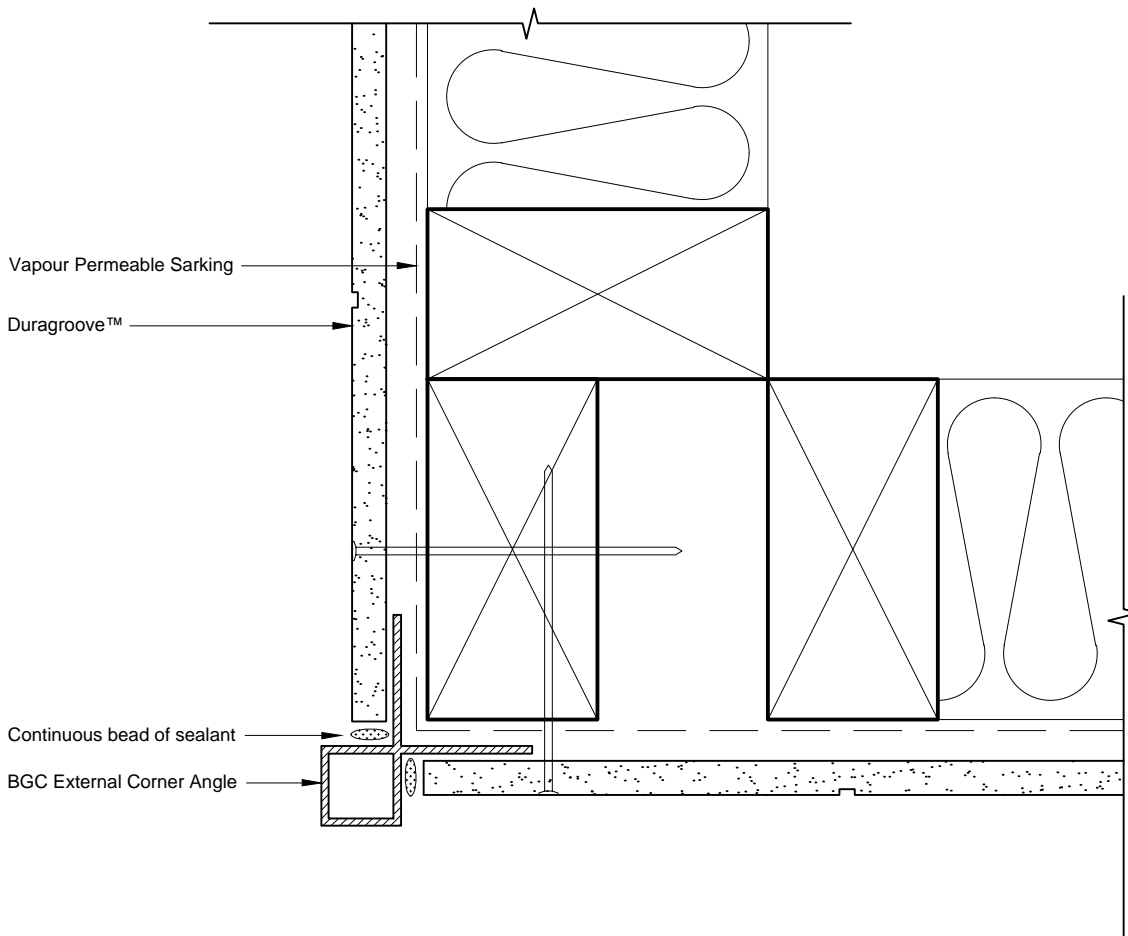 Vapour Permeable Sarking
Duragroove™
Continuous bead of sealant
BGC External Corner Angle